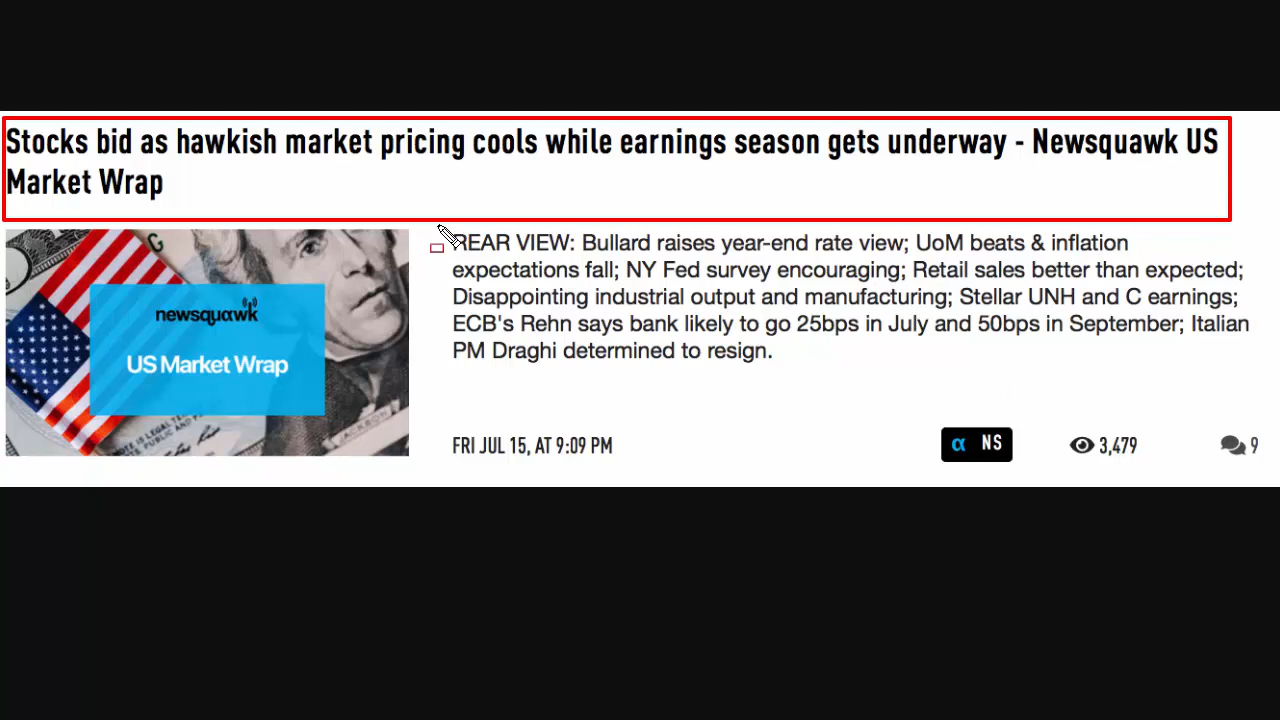 Stocks bid as hawkish market pricing cools while earnings season gets underway - Newsquawk US
Market Wrap
REAR VIEW: Bullard raises year-end rate view; UoM beats & inflation
expectations fall; NY Fed survey encouraging; Retail sales better than expected;
Disappointing industrial output and manufacturing; Stellar UNH and C earnings;
ECB's Rehn says bank likely to go 25bps in July and 50bps in September; Italian
PM Draghi determined to resign.
G
newsquawk
US Market Wrap
JACKSON
FRI JUL 15, AT 9:09 PM
α NS
3,479
9